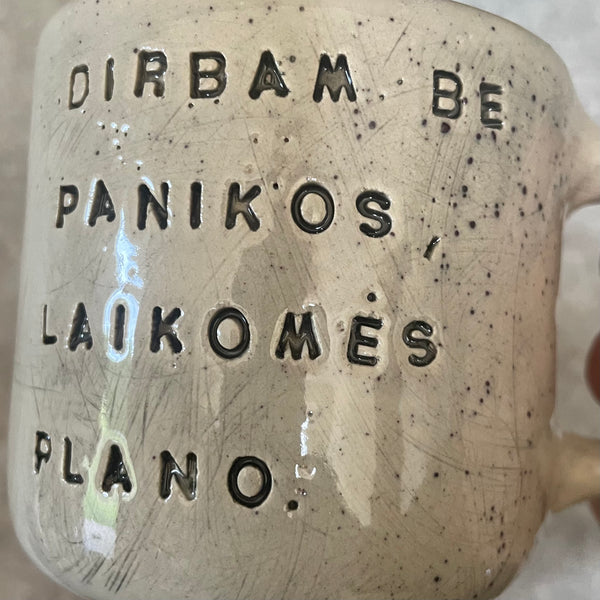 DIRBAM BE
PANIKOS,
LAIKOMĖS
PLANO.